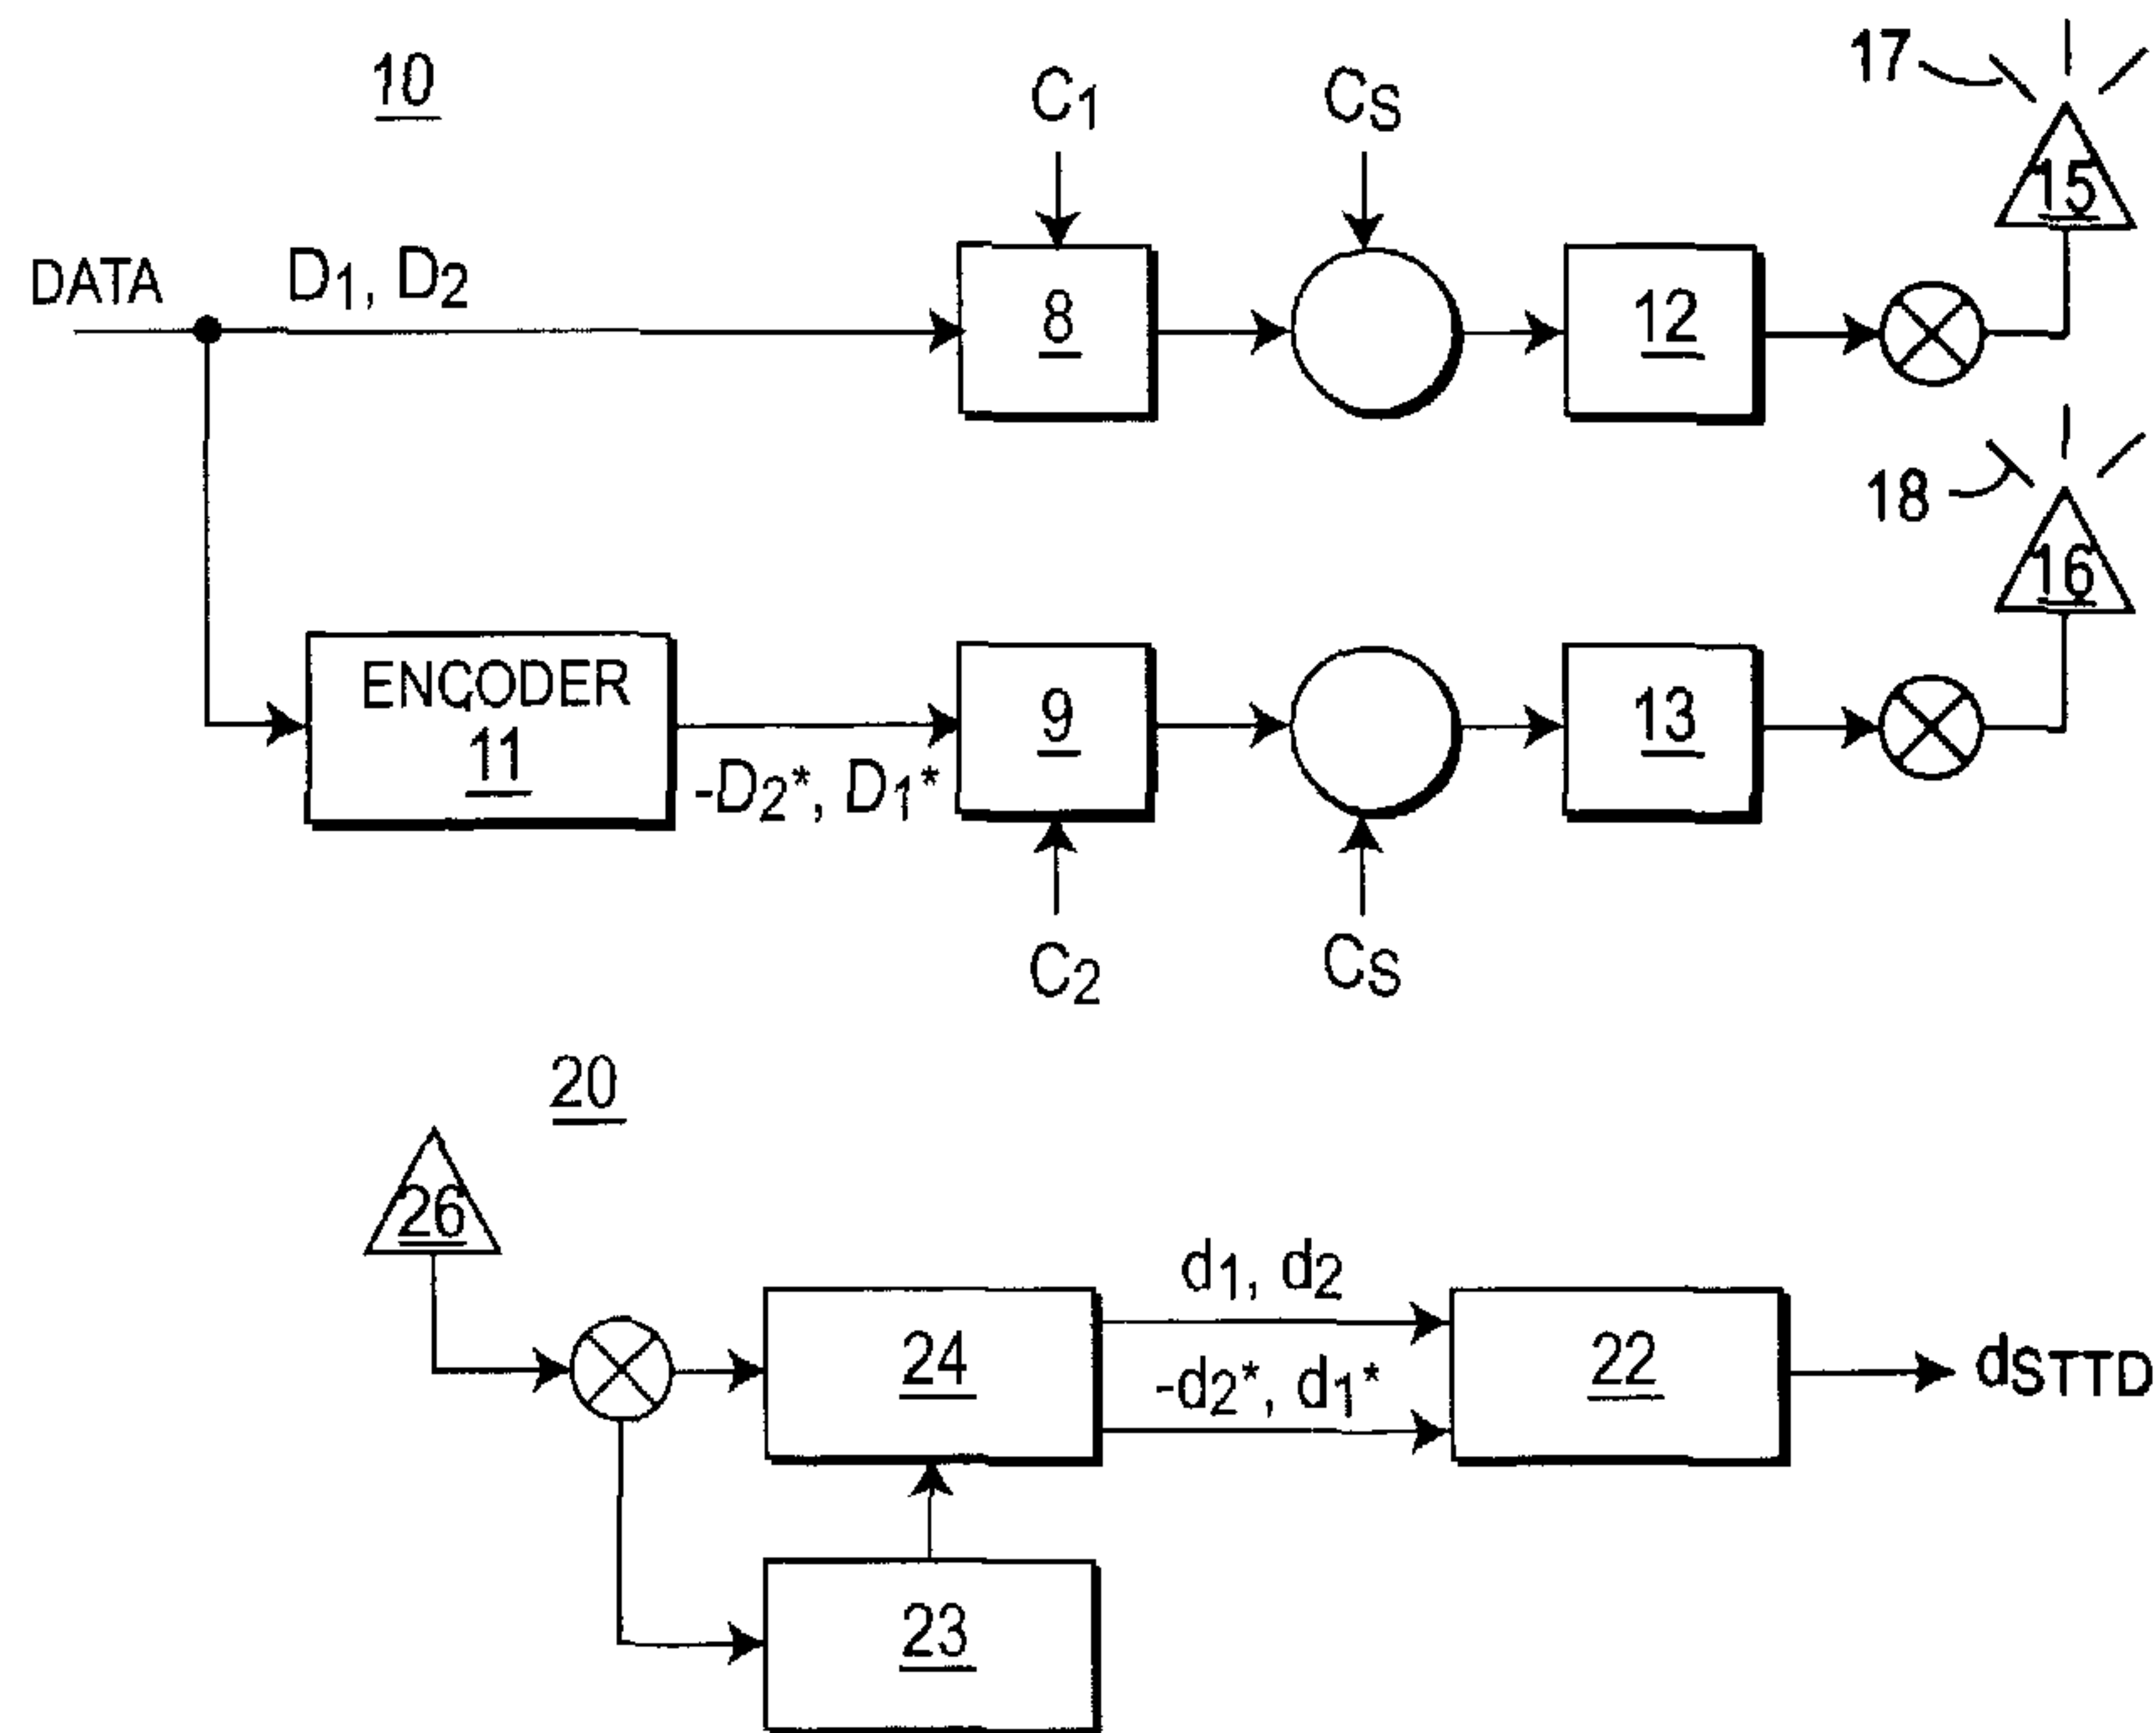 10
C1
CS
17
15
DATA
D1, D2
8
12
18
16
ENCODER
11
-D2*, D1*
9
13
C2
CS
20
26
24
d1, d2
-d2*, d1*
22
dSTTD
23